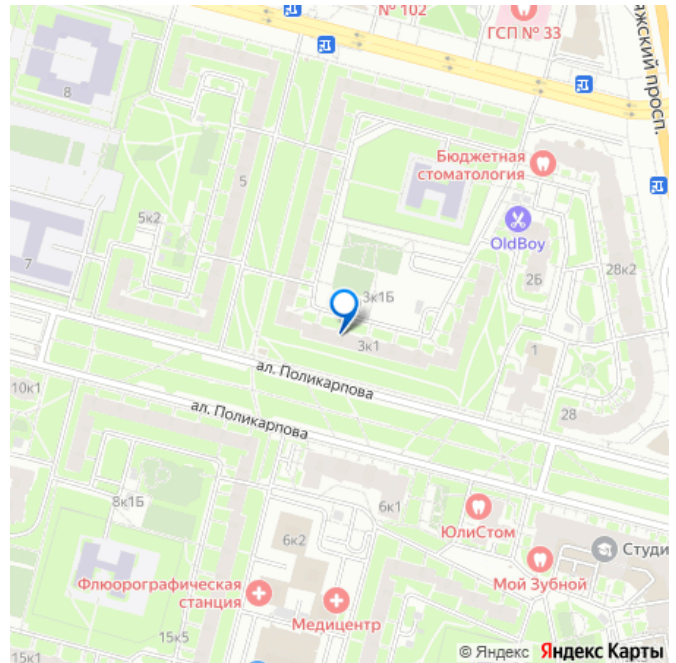 № 102
ГСП № 33
яжский просп.
8
Бюджетная
стоматология
5
5к2
OldBoy
7
28к2
2Б
3к1Б
3к1
1
ал. Поликарпова
10к1
ал. Поликарпова
28
8к1Б
6к1
ЮлиСтом
6к2
Студи
Мой Зубной
Флюорографическая
станция
Медицентр
15к5
© Яндекс Яндекс Карты